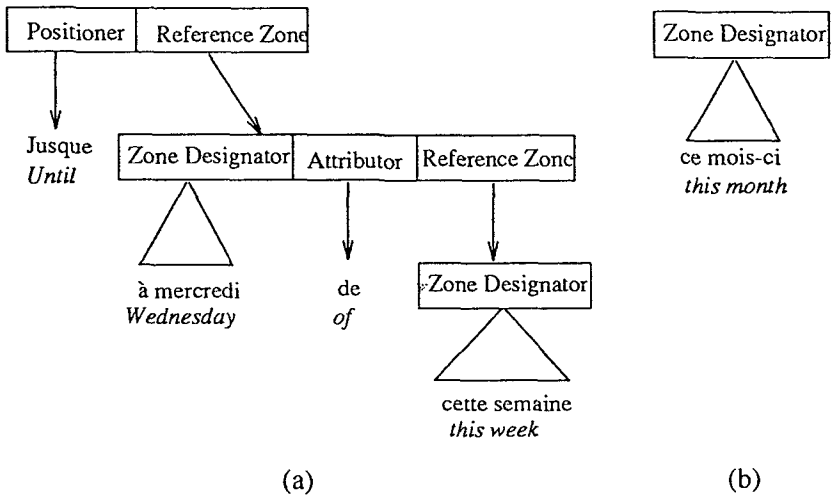 Positioner Reference Zone
Zone Designator
Jusque
Until
Zone Designator Attributor Reference Zone
ce mois-ci
this month
à mercredi
Wednesday
de
of
Zone Designator
cette semaine
this week
(a)
(b)